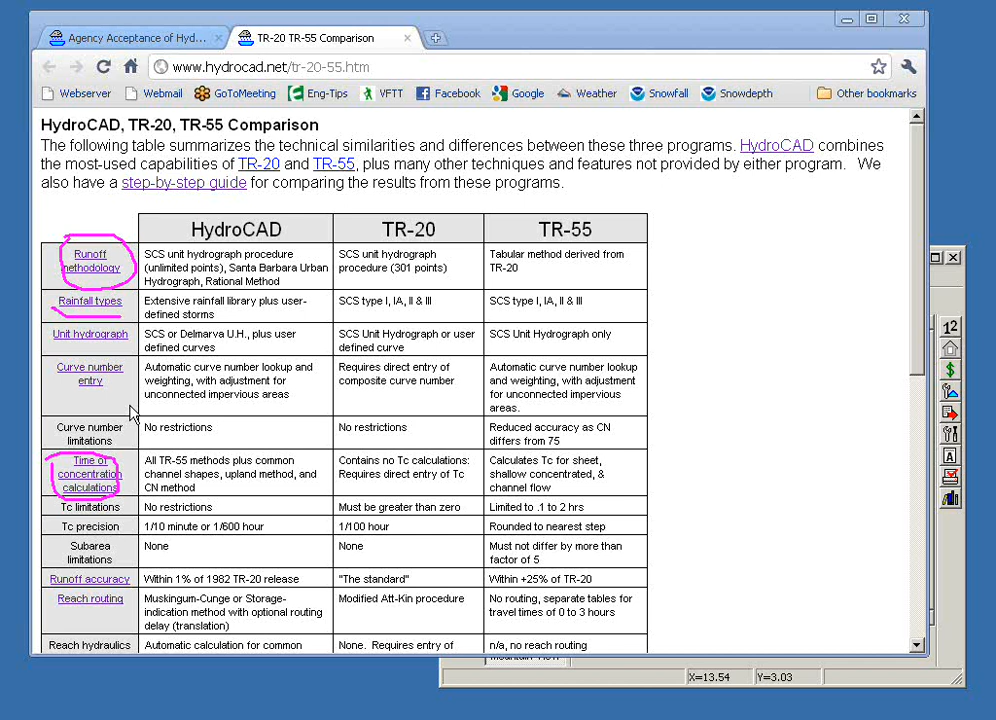 Agency Acceptance of Hyd...
TR-20 TR-55 Comparison
www.hydrocad.net/tr-20-55.htm
Webserver
Webmail
GoToMeeting
Eng-Tips
VFTT
Facebook
Google
Weather
Snowfall
Snowdepth
Other bookmarks
HydroCAD, TR-20, TR-55 Comparison
The following table summarizes the technical similarities and differences between these three programs. HydroCAD combines
the most-used capabilities of TR-20 and TR-55, plus many other techniques and features not provided by either program. We
also have a step-by-step guide for comparing the results from these programs.
HydroCAD
TR-20
TR-55
Runoff
methodology
SCS unit hydrograph procedure
(unlimited points), Santa Barbara Urban
Hydrograph, Rational Method
SCS unit hydrograph
procedure (301 points)
Tabular method derived from
TR-20
Rainfall types
Extensive rainfall library plus user-
defined storms
SCS type I, IA, II & III
SCS type I, IA, II & III
Unit hydrograph
SCS or Delmarva U.H., plus user
defined curves
SCS Unit Hydrograph or user
defined curve
SCS Unit Hydrograph only
Curve number
entry
Automatic curve number lookup and
weighting, with adjustment for
unconnected impervious areas
Requires direct entry of
composite curve number
Automatic curve number lookup
and weighting, with adjustment
for unconnected impervious
areas.
Curve number
limitations
No restrictions
No restrictions
Reduced accuracy as CN
differs from 75
Time of
concentration
calculations
All TR-55 methods plus common
channel shapes, upland method, and
CN method
Contains no Tc calculations:
Requires direct entry of Tc
Calculates Tc for sheet,
shallow concentrated, &
channel flow
Tc limitations
No restrictions
Must be greater than zero
Limited to .1 to 2 hrs
Tc precision
1/10 minute or 1/600 hour
1/100 hour
Rounded to nearest step
Subarea
limitations
None
None
Must not differ by more than
factor of 5
Runoff accuracy
Within 1% of 1982 TR-20 release
"The standard"
Within +25% of TR-20
Reach routing
Muskingum-Cunge or Storage-
indication method with optional routing
delay (translation)
Modified Att-Kin procedure
No routing, separate tables for
travel times of 0 to 3 hours
Reach hydraulics
Automatic calculation for common
None. Requires entry of
n/a, no reach routing
12
$
A
X=13.54
Y=3.03